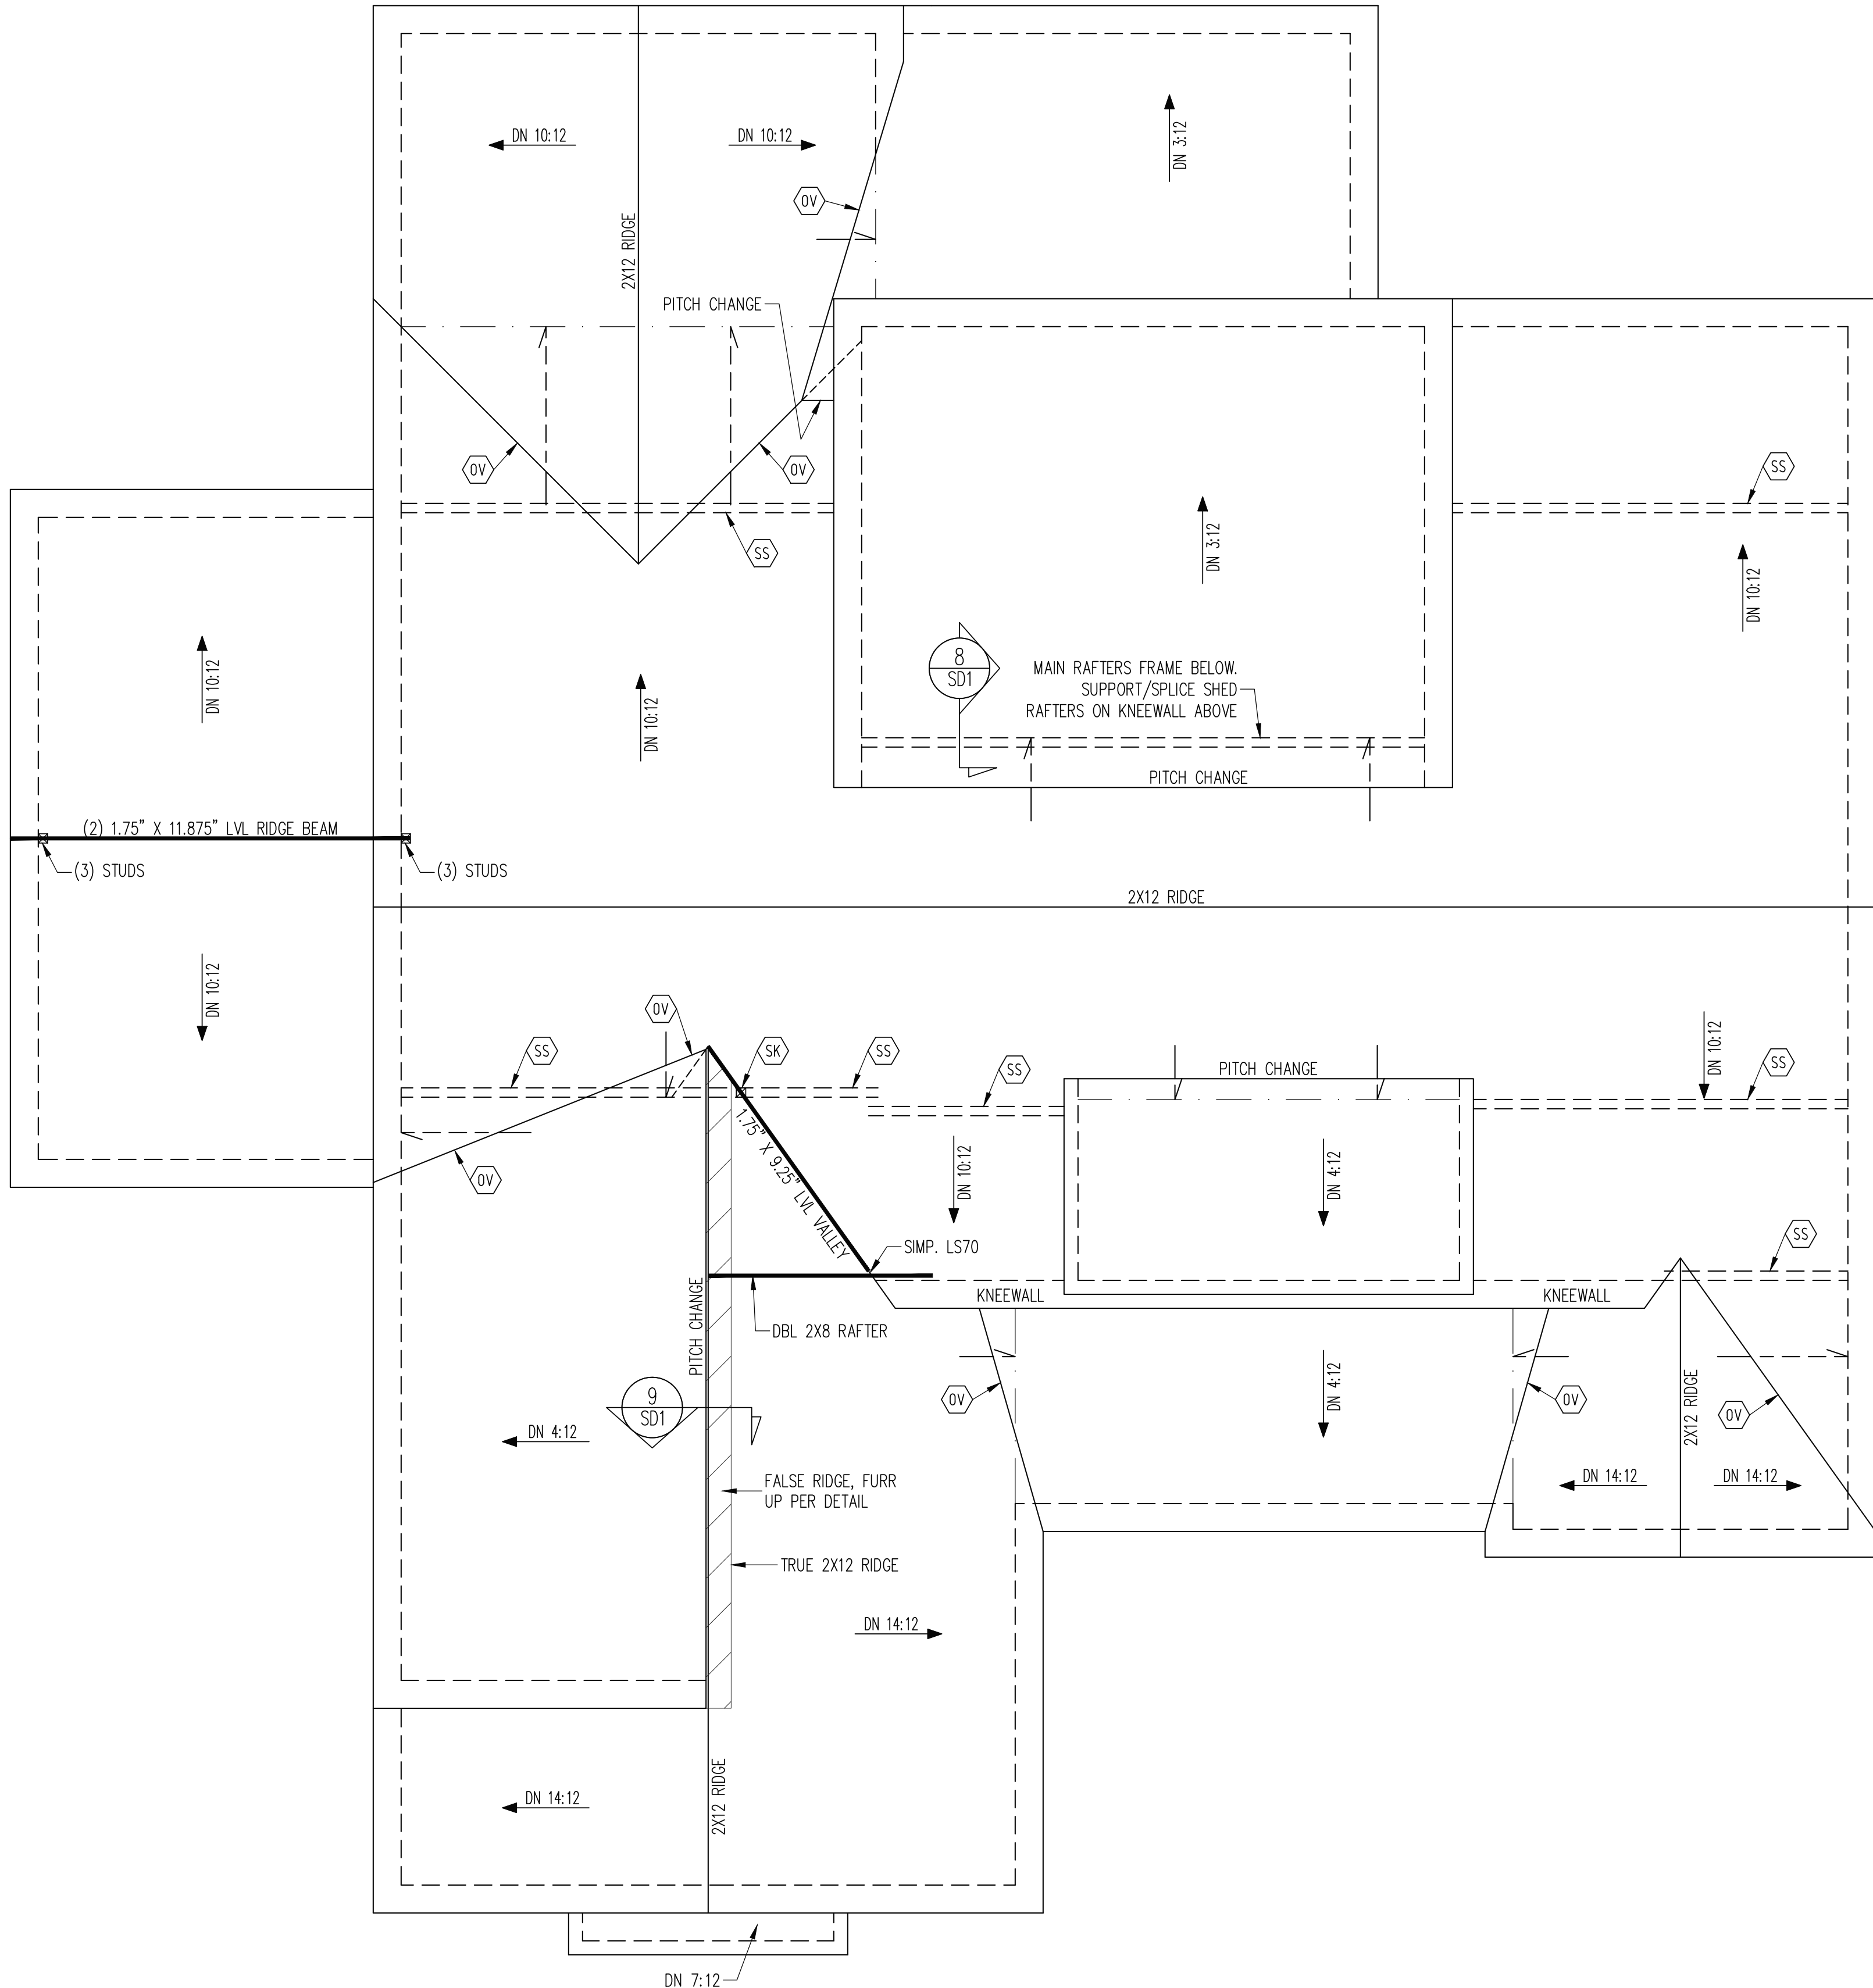 DN 10:12
DN 10:12
DN 3:12
OV
2X12 RIDGE
PITCH CHANGE
OV
OV
SS
SS
DN 3:12
DN 10:12
DN 10:12
DN 10:12
8
SD1
MAIN RAFTERS FRAME BELOW.
SUPPORT/SPLICE SHED
RAFTERS ON KNEEWALL ABOVE
PITCH CHANGE
(2) 1.75" X 11.875" LVL RIDGE BEAM
(3) STUDS
(3) STUDS
2X12 RIDGE
DN 10:12
OV
SS
SK
SS
SS
PITCH CHANGE
DN 10:12
SS
OV
1.75" X 9.25" LVL VALLEY
DN 10:12
DN 4:12
SIMP. LS70
SS
KNEEWALL
KNEEWALL
PITCH CHANGE
DBL 2X8 RAFTER
9
SD1
OV
DN 4:12
OV
2X12 RIDGE
OV
DN 4:12
FALSE RIDGE, FURR
UP PER DETAIL
DN 14:12
DN 14:12
TRUE 2X12 RIDGE
DN 14:12
DN 14:12
2X12 RIDGE
DN 7:12